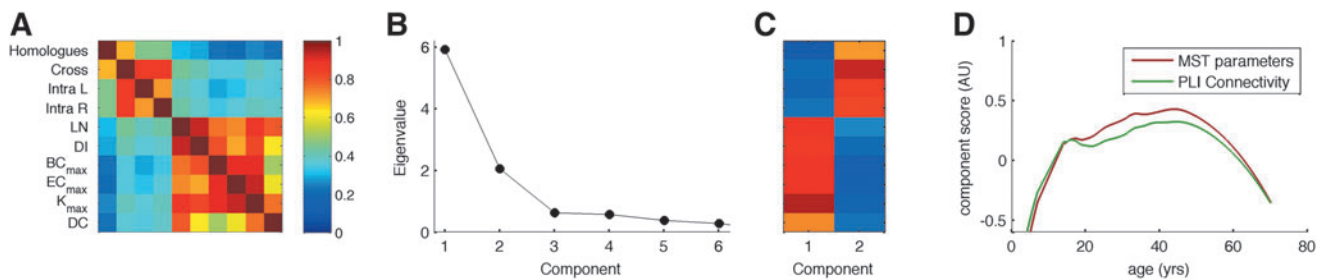 A
Homologues
Cross
Intra L
Intra R
LN
DI
BCmax
ECmax
Kmax
DC
1
0.8
0.6
0.4
0.2
0
B
Eigenvalue
6
4
2
0
1 2 3 4 5 6
Component
C
1 2
Component
D
component score (AU)
1
0.5
0
-0.5
MST parameters
PLI Connectivity
0 20 40 60 80
age (yrs)